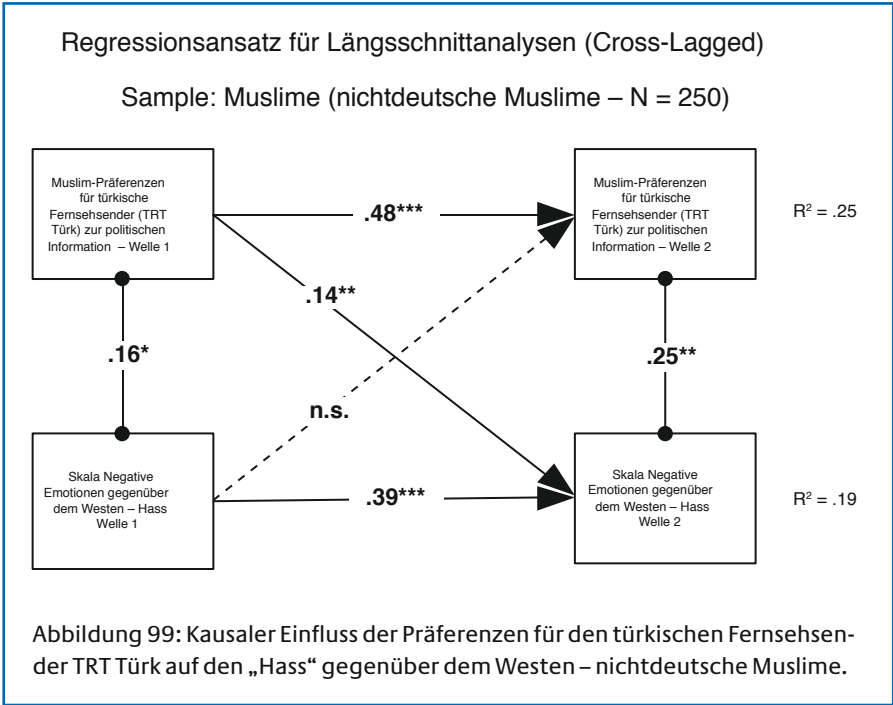 Regressionsansatz für Längsschnittanalysen (Cross-Lagged)
Sample: Muslime (nichtdeutsche Muslime – N = 250)
Muslim-Präferenzen
für türkische
Fernsehsender (TRT
Türk) zur politischen
Information – Welle 1
Muslim-Präferenzen
für türkische
Fernsehsender (TRT
Türk) zur politischen
Information – Welle 2
R² = .25
.48***
.14**
.16*
.25**
n.s.
Skala Negative
Emotionen gegenüber
dem Westen – Hass
Welle 1
.39***
Skala Negative
Emotionen gegenüber
dem Westen – Hass
Welle 2
R² = .19
Abbildung 99: Kausaler Einfluss der Präferenzen für den türkischen Fernsehsen-
der TRT Türk auf den „Hass“ gegenüber dem Westen – nichtdeutsche Muslime.